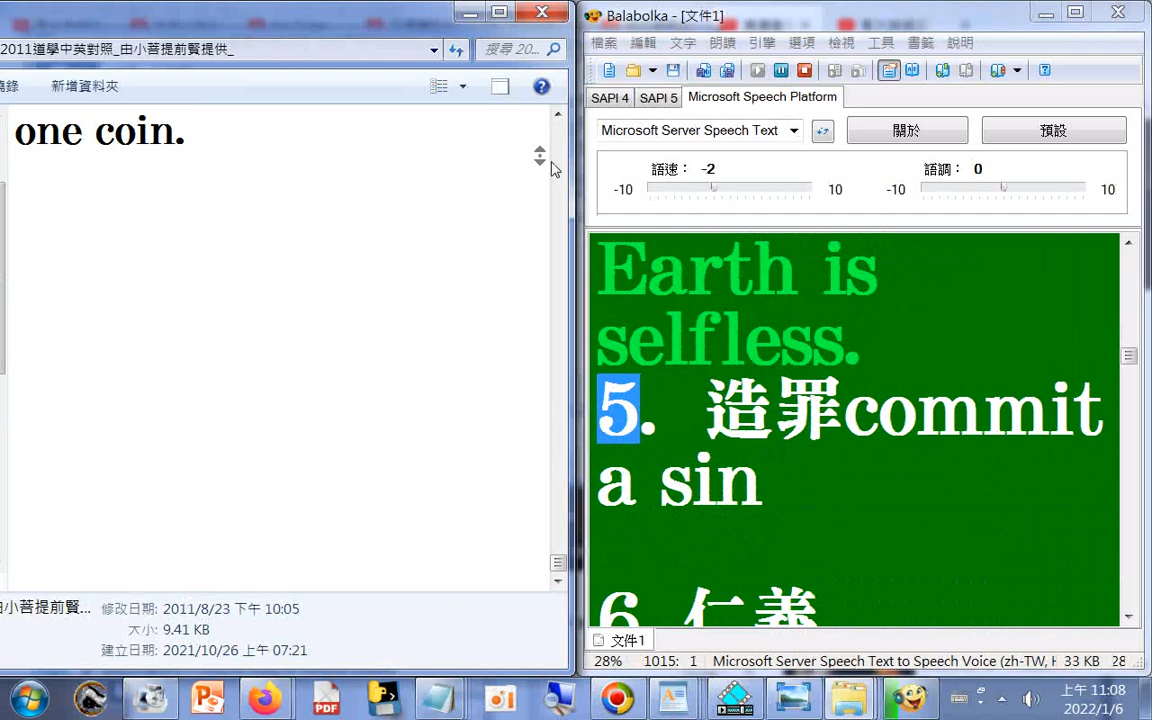 2011道學中英對照_由小菩提前賢提供_
搜尋 20...
燒錄
新增資料夾
one coin.
由小菩提前賢...
修改日期: 2011/8/23 下午 10:05
大小: 9.41 KB
建立日期: 2021/10/26 上午 07:21
Balabolka - [文件1]
檔案 編輯 文字 朗讀 引擎 選項 檢視 工具 書籤 說明
SAPI 4 SAPI 5 Microsoft Speech Platform
Microsoft Server Speech Text
關於
預設
語速: -2
語調: 0
-10 10 -10 10
Earth is
selfless.
5. 造罪commit
a sin
6. 仁義
文件1
28% 1015: 1 Microsoft Server Speech Text to Speech Voice (zh-TW, H 33 KB 28
PDF
上午 11:08
2022/1/6